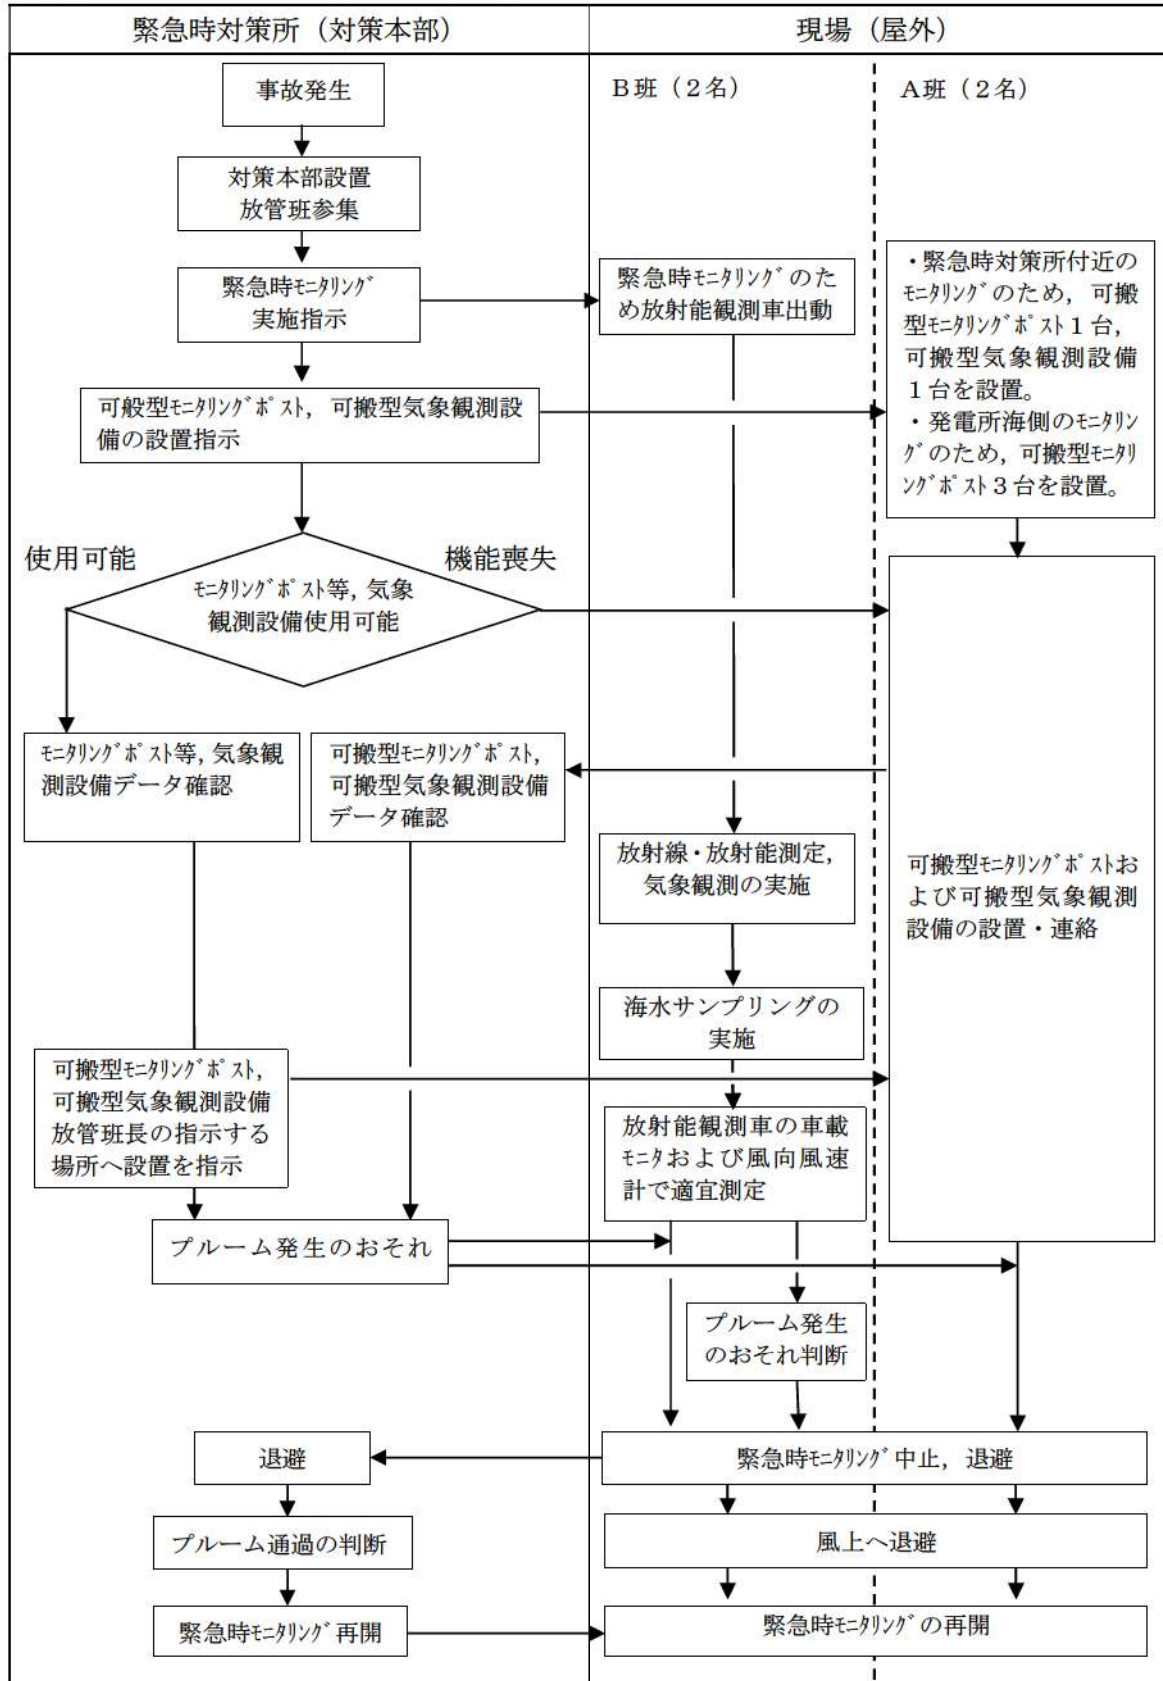 緊急時対策所（対策本部）
現場（屋外）
事故発生
Ｂ班（２名）
Ａ班（２名）
対策本部設置
放管班参集
緊急時ﾓﾆﾀﾘﾝｸﾞ
実施指示
緊急時ﾓﾆﾀﾘﾝｸﾞのた
め放射能観測車出動
・緊急時対策所付近の
ﾓﾆﾀﾘﾝｸﾞのため，可搬
型ﾓﾆﾀﾘﾝｸﾞﾎﾟｽﾄ１台，
可搬型気象観測設備
１台を設置。
・発電所海側のﾓﾆﾀﾘﾝ
ｸﾞのため，可搬型ﾓﾆﾀﾘ
ﾝｸﾞﾎﾟｽﾄ３台を設置。
可般型ﾓﾆﾀﾘﾝｸﾞﾎﾟｽﾄ，可搬型気象観測設
備の設置指示
使用可能
機能喪失
ﾓﾆﾀﾘﾝｸﾞﾎﾟｽﾄ等，気象
観測設備使用可能
ﾓﾆﾀﾘﾝｸﾞﾎﾟｽﾄ等，気象観
測設備データ確認
可搬型ﾓﾆﾀﾘﾝｸﾞﾎﾟｽﾄ，
可搬型気象観測設備
データ確認
放射線・放射能測定，
気象観測の実施
可搬型ﾓﾆﾀﾘﾝｸﾞﾎﾟｽﾄお
よび可搬型気象観測
設備の設置・連絡
海水サンプリングの
実施
可搬型ﾓﾆﾀﾘﾝｸﾞﾎﾟｽﾄ，
可搬型気象観測設備
放管班長の指示する
場所へ設置を指示
放射能観測車の車載
ﾓﾆﾀおよび風向風速
計で適宜測定
プルーム発生のおそれ
プルーム発生
のおそれ判断
退避
緊急時ﾓﾆﾀﾘﾝｸﾞ中止，退避
プルーム通過の判断
風上へ退避
緊急時ﾓﾆﾀﾘﾝｸﾞ再開
緊急時ﾓﾆﾀﾘﾝｸﾞの再開